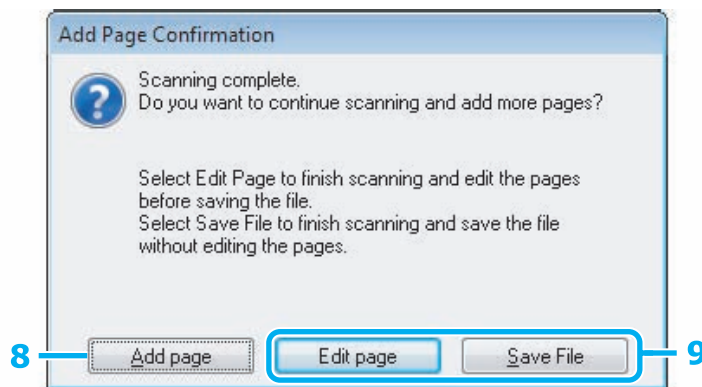 Add Page Confirmation
Scanning complete.
Do you want to continue scanning and add more pages?
Select Edit Page to finish scanning and edit the pages
before saving the file.
Select Save File to finish scanning and save the file
without editing the pages.
8 Add page Edit page Save File 9